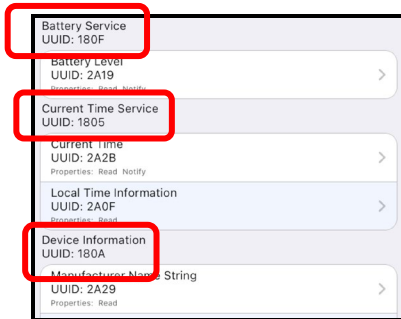 Battery Service
UUID: 180F
Battery Level
UUID: 2A19
Properties: Read Notify
Current Time Service
UUID: 1805
Current Time
UUID: 2A2B
Properties: Read Notify
Local Time Information
UUID: 2A0F
Properties: Read
Device Information
UUID: 180A
Manufacturer Name String
UUID: 2A29
Properties: Read